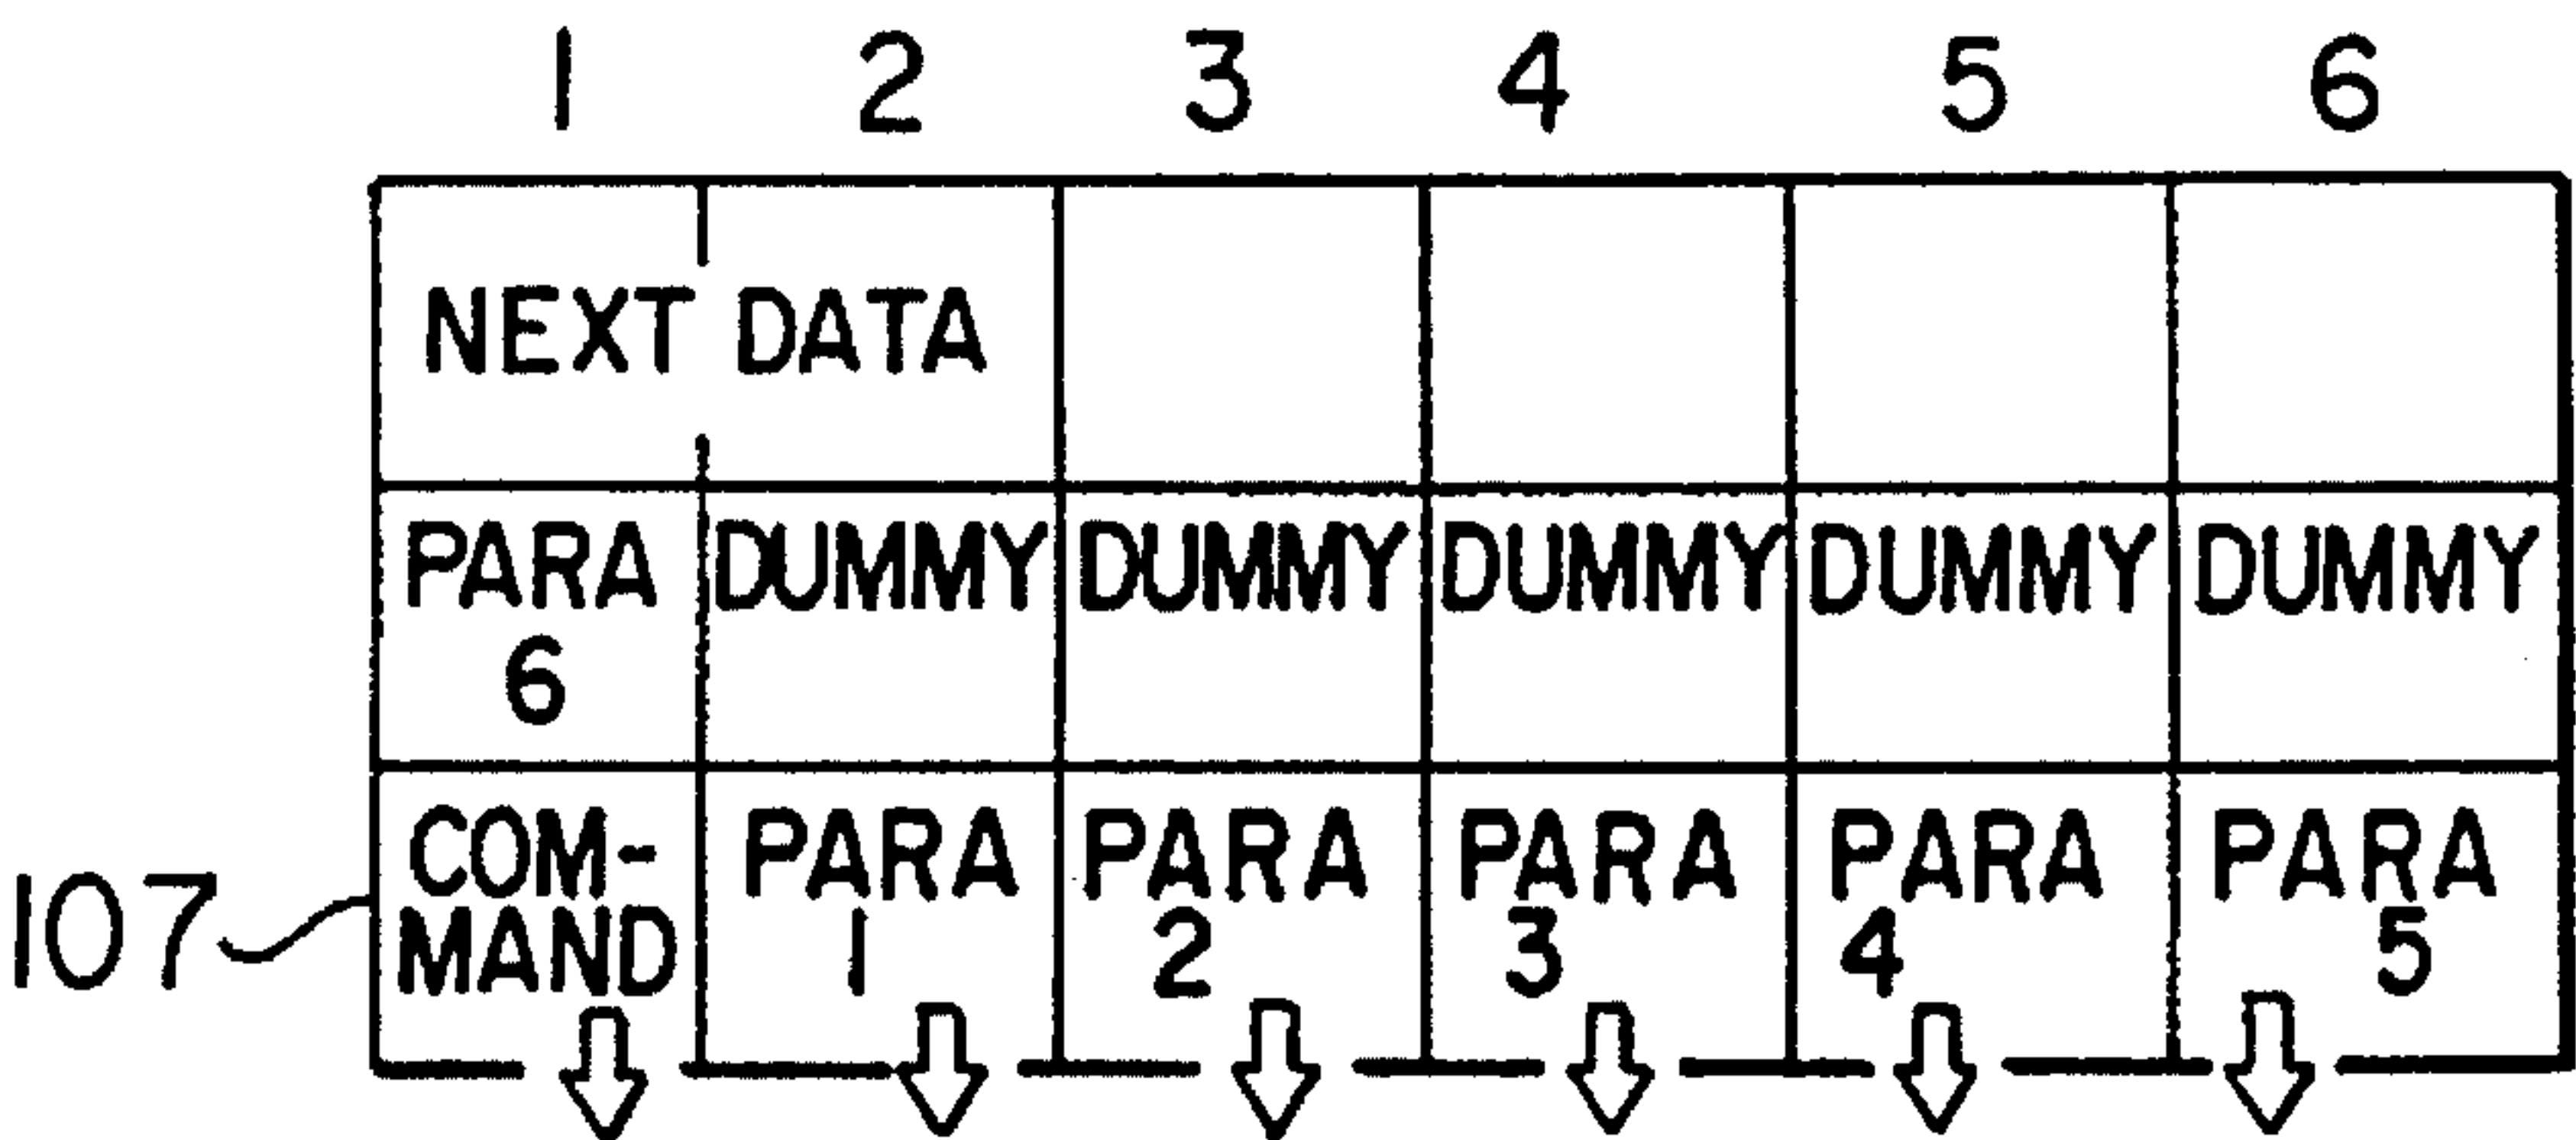 1 2 3 4 5 6
NEXT DATA
PARA DUMMY DUMMY DUMMY DUMMY DUMMY
6
COM- PARA PARA PARA PARA PARA
MAND 1 2 3 4 5
107